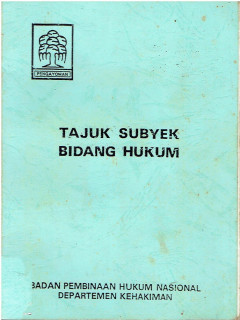 PENGAYOMAN
TAJUK SUBYEK
BIDANG HUKUM
BADAN PEMBINAAN HUKUM NASIONAL
DEPARTEMEN KEHAKIMAN